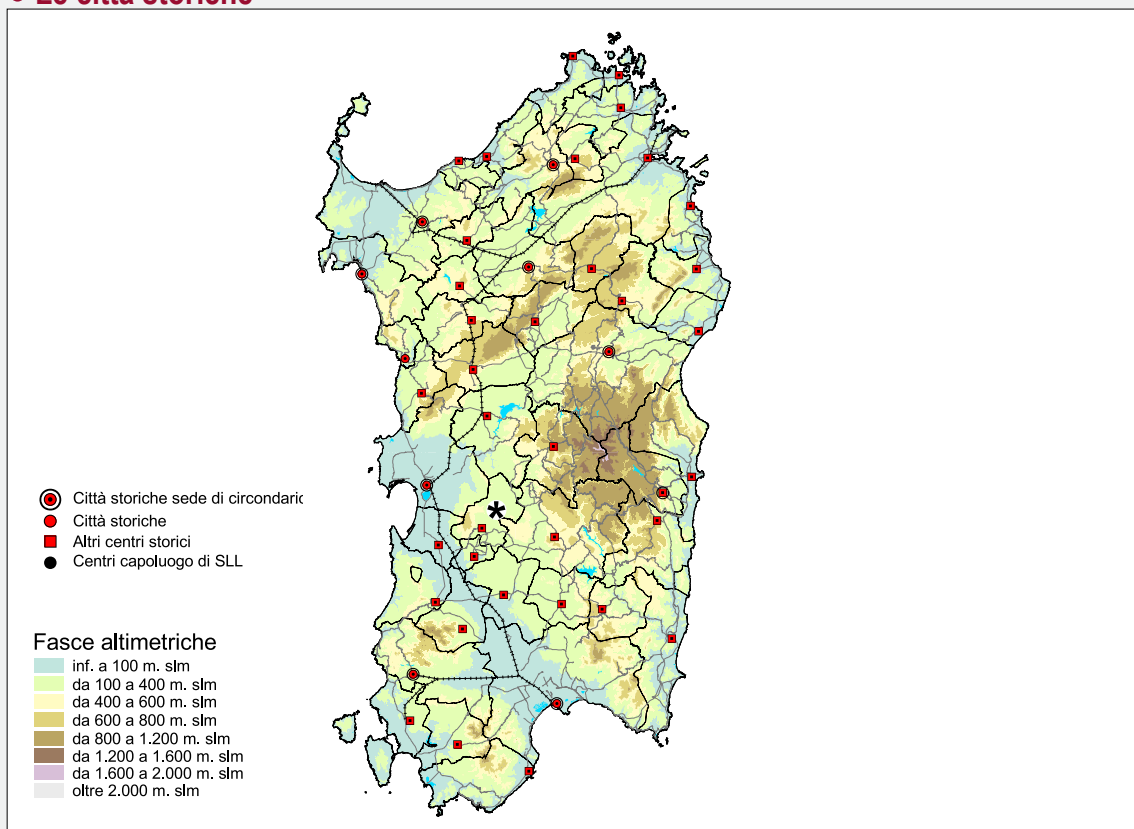 Città storiche sede di circondaric
Città storiche
Altri centri storici
Centri capoluogo di SLL
*
Fasce altimetriche
inf. a 100 m. slm
da 100 a 400 m. slm
da 400 a 600 m. slm
da 600 a 800 m. slm
da 800 a 1.200 m. slm
da 1.200 a 1.600 m. slm
da 1.600 a 2.000 m. slm
oltre 2.000 m. slm